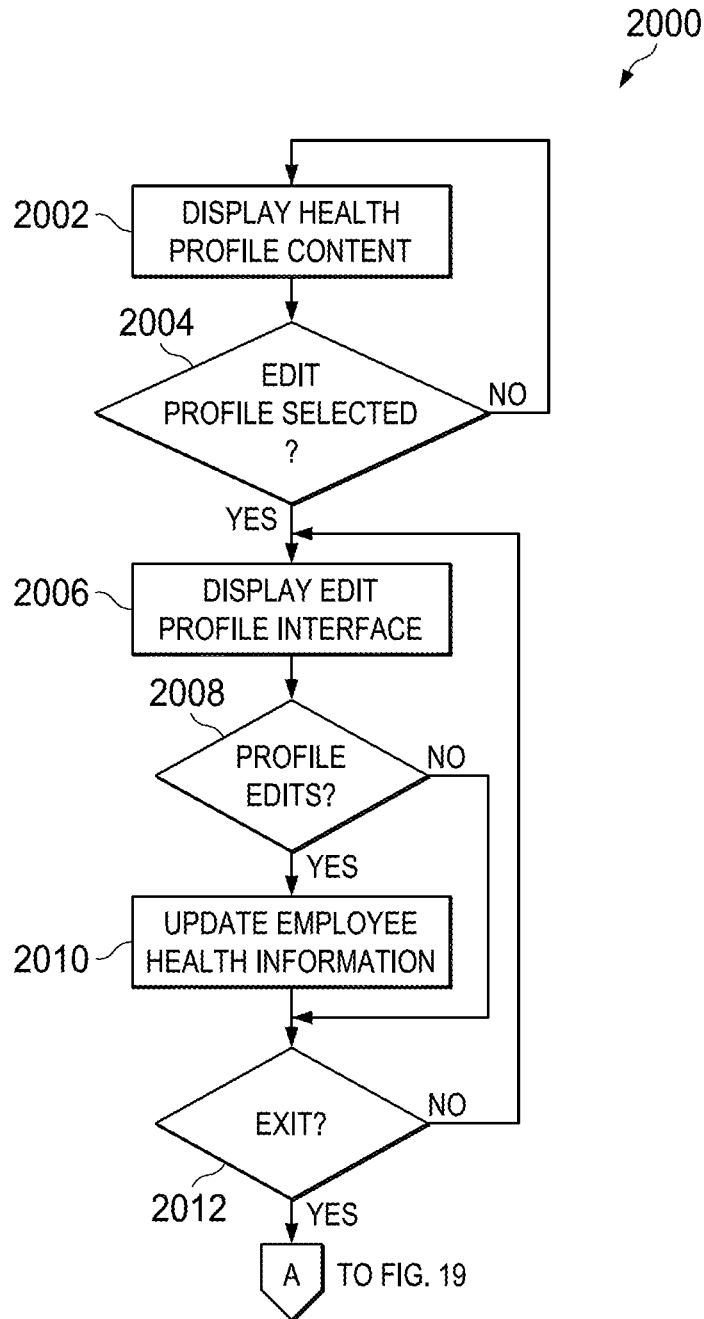 2000
2002
DISPLAY HEALTH
PROFILE CONTENT
2004
EDIT
PROFILE SELECTED
?
NO
YES
2006
DISPLAY EDIT
PROFILE INTERFACE
2008
PROFILE
EDITS?
NO
YES
2010
UPDATE EMPLOYEE
HEALTH INFORMATION
EXIT?
NO
2012
YES
A
TO FIG. 19